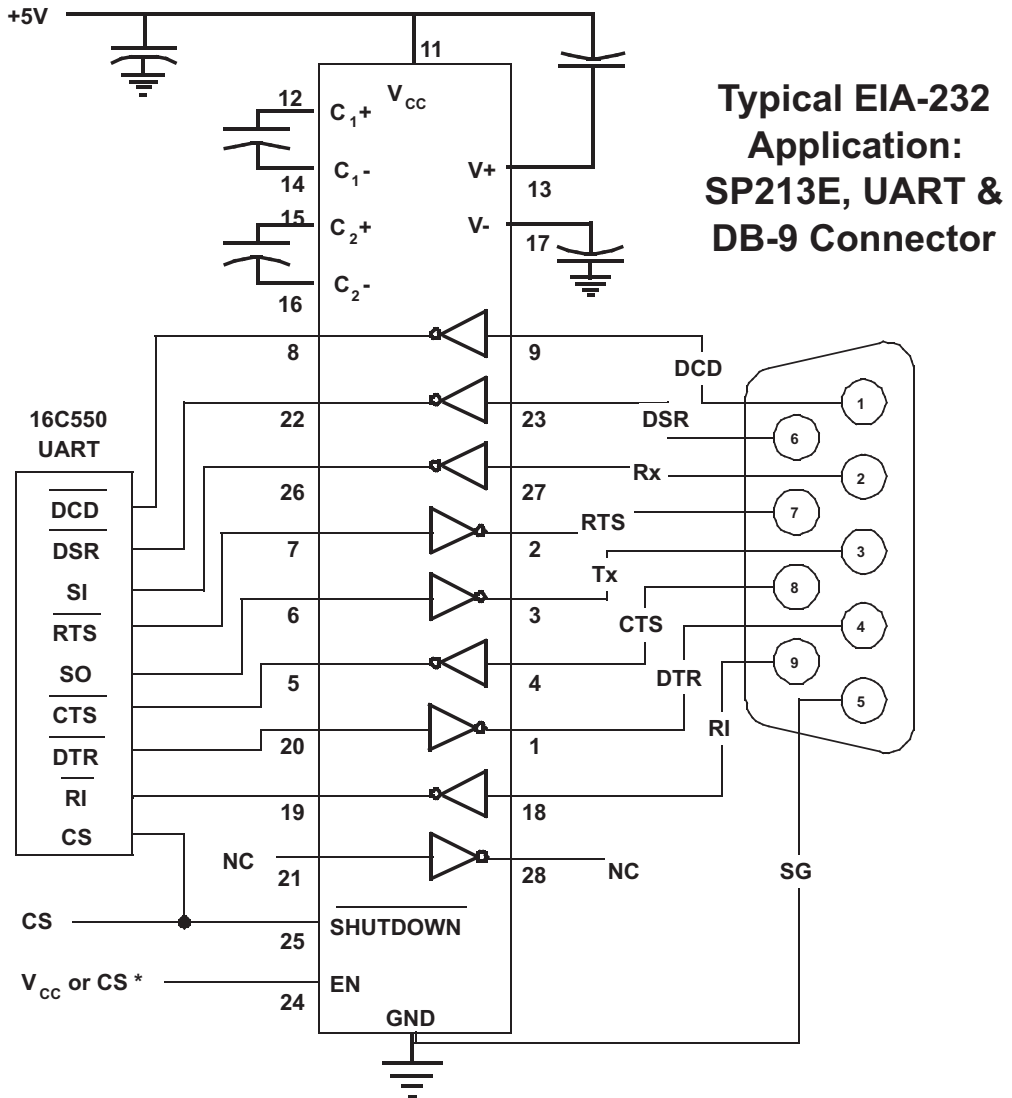 +5V
11
Typical EIA-232
Application:
SP213E, UART &
DB-9 Connector
12
C1+
VCC
14
C1-
V+
13
15
C2+
V-
17
16
C2-
8
9
DCD
1
22
23
DSR
6
16C550
UART
26
27
Rx
2
DCD
7
2
RTS
7
DSR
Tx
3
SI
6
3
8
RTS
CTS
4
SO
5
4
DTR
9
CTS
20
1
RI
5
DTR
RI
19
18
CS
NC
21
28
NC
SG
CS
25
SHUTDOWN
VCC or CS *
24
EN
GND